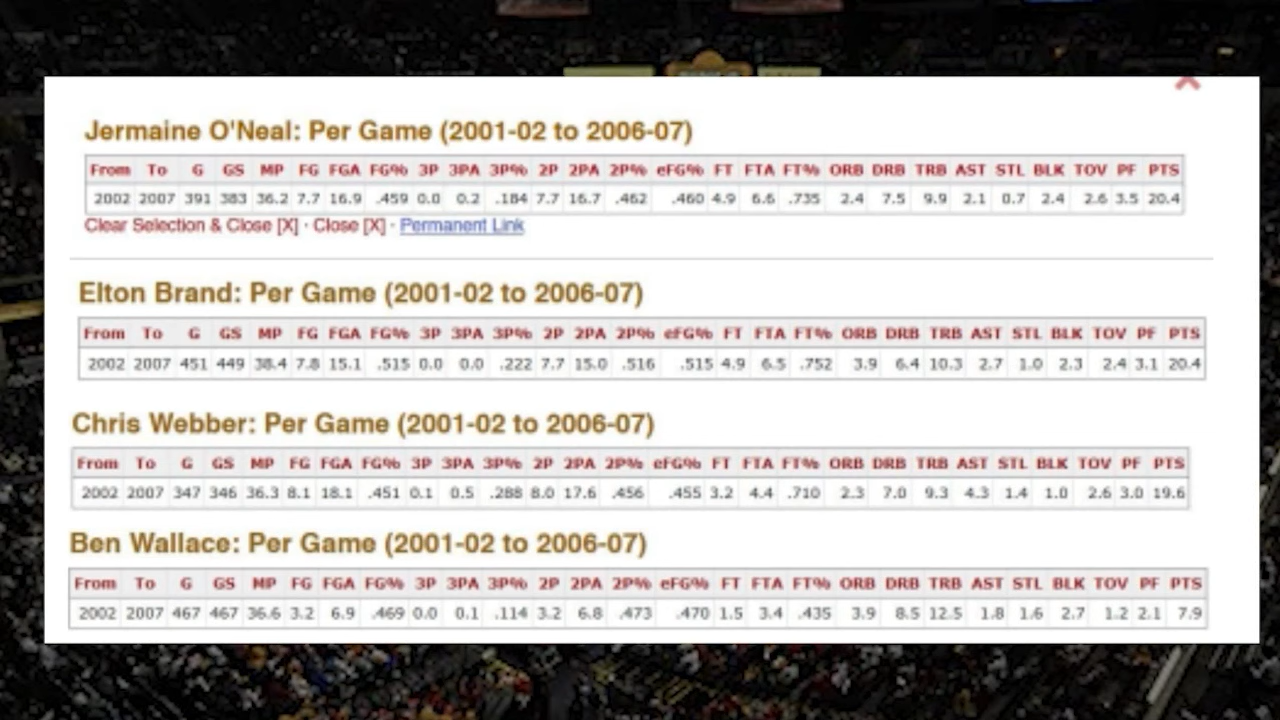 Jermaine O'Neal: Per Game (2001-02 to 2006-07)
From To G GS MP FG FGA FG% 3P 3PA 3P% 2P 2PA 2P% eFG% FT FTA FT% ORB DRB TRB AST STL BLK TOV PF PTS
2002 2007 391 383 36.2 7.7 16.9 .459 0.0 0.2 .184 7.7 16.7 .462 .460 4.9 6.6 .735 2.4 7.5 9.9 2.1 0.7 2.4 2.6 3.5 20.4
Clear Selection & Close [X] · Close [X] · Permanent Link
Elton Brand: Per Game (2001-02 to 2006-07)
From To G GS MP FG FGA FG% 3P 3PA 3P% 2P 2PA 2P% eFG% FT FTA FT% ORB DRB TRB AST STL BLK TOV PF PTS
2002 2007 451 449 38.4 7.8 15.1 .515 0.0 0.0 .222 7.7 15.0 .516 .515 4.9 6.5 .752 3.9 6.4 10.3 2.7 1.0 2.3 2.4 3.1 20.4
Chris Webber: Per Game (2001-02 to 2006-07)
From To G GS MP FG FGA FG% 3P 3PA 3P% 2P 2PA 2P% eFG% FT FTA FT% ORB DRB TRB AST STL BLK TOV PF PTS
2002 2007 347 346 36.3 8.1 18.1 .451 0.1 0.5 .288 8.0 17.6 .456 .455 3.2 4.4 .710 2.3 7.0 9.3 4.3 1.4 1.0 2.6 3.0 19.6
Ben Wallace: Per Game (2001-02 to 2006-07)
From To G GS MP FG FGA FG% 3P 3PA 3P% 2P 2PA 2P% eFG% FT FTA FT% ORB DRB TRB AST STL BLK TOV PF PTS
2002 2007 467 467 36.6 3.2 6.9 .469 0.0 0.1 .114 3.2 6.8 .473 .470 1.5 3.4 .435 3.9 8.5 12.5 1.8 1.6 2.7 1.2 2.1 7.9